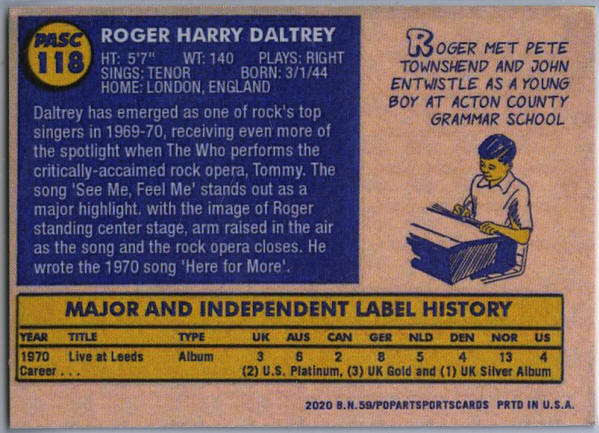 PASC
118
ROGER HARRY DALTREY
HT: 5'7" WT: 140 PLAYS: RIGHT
SINGS: TENOR BORN: 3/1/44
HOME: LONDON, ENGLAND
Daltrey has emerged as one of rock's top
singers in 1969-70, receiving even more of
the spotlight when The Who performs the
critically-accaimed rock opera, Tommy. The
song 'See Me, Feel Me' stands out as a
major highlight. with the image of Roger
standing center stage, arm raised in the air
as the song and the rock opera closes. He
wrote the 1970 song 'Here for More'.
ROGER MET PETE
TOWNSHEND AND JOHN
ENTWISTLE AS A YOUNG
BOY AT ACTON COUNTY
GRAMMAR SCHOOL
MAJOR AND INDEPENDENT LABEL HISTORY
YEAR TITLE TYPE UK AUS CAN GER NLD DEN NOR US
1970 Live at Leeds Album 3 6 2 8 5 4 13 4
Career . . . (2) U.S. Platinum, (3) UK Gold and (1) UK Silver Album
2020 B.N.59/POPARTSPORTSCARDS PRTD IN U.S.A.